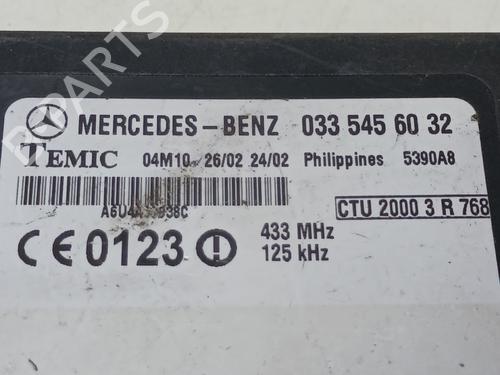 B PARTS
MERCEDES-BENZ 033 545 60 32
TEMIC 04M10 26/02 24/02 Philippines 5390A8
CTU 2000 3 R 768
CE 0123 433 MHz
125 kHz